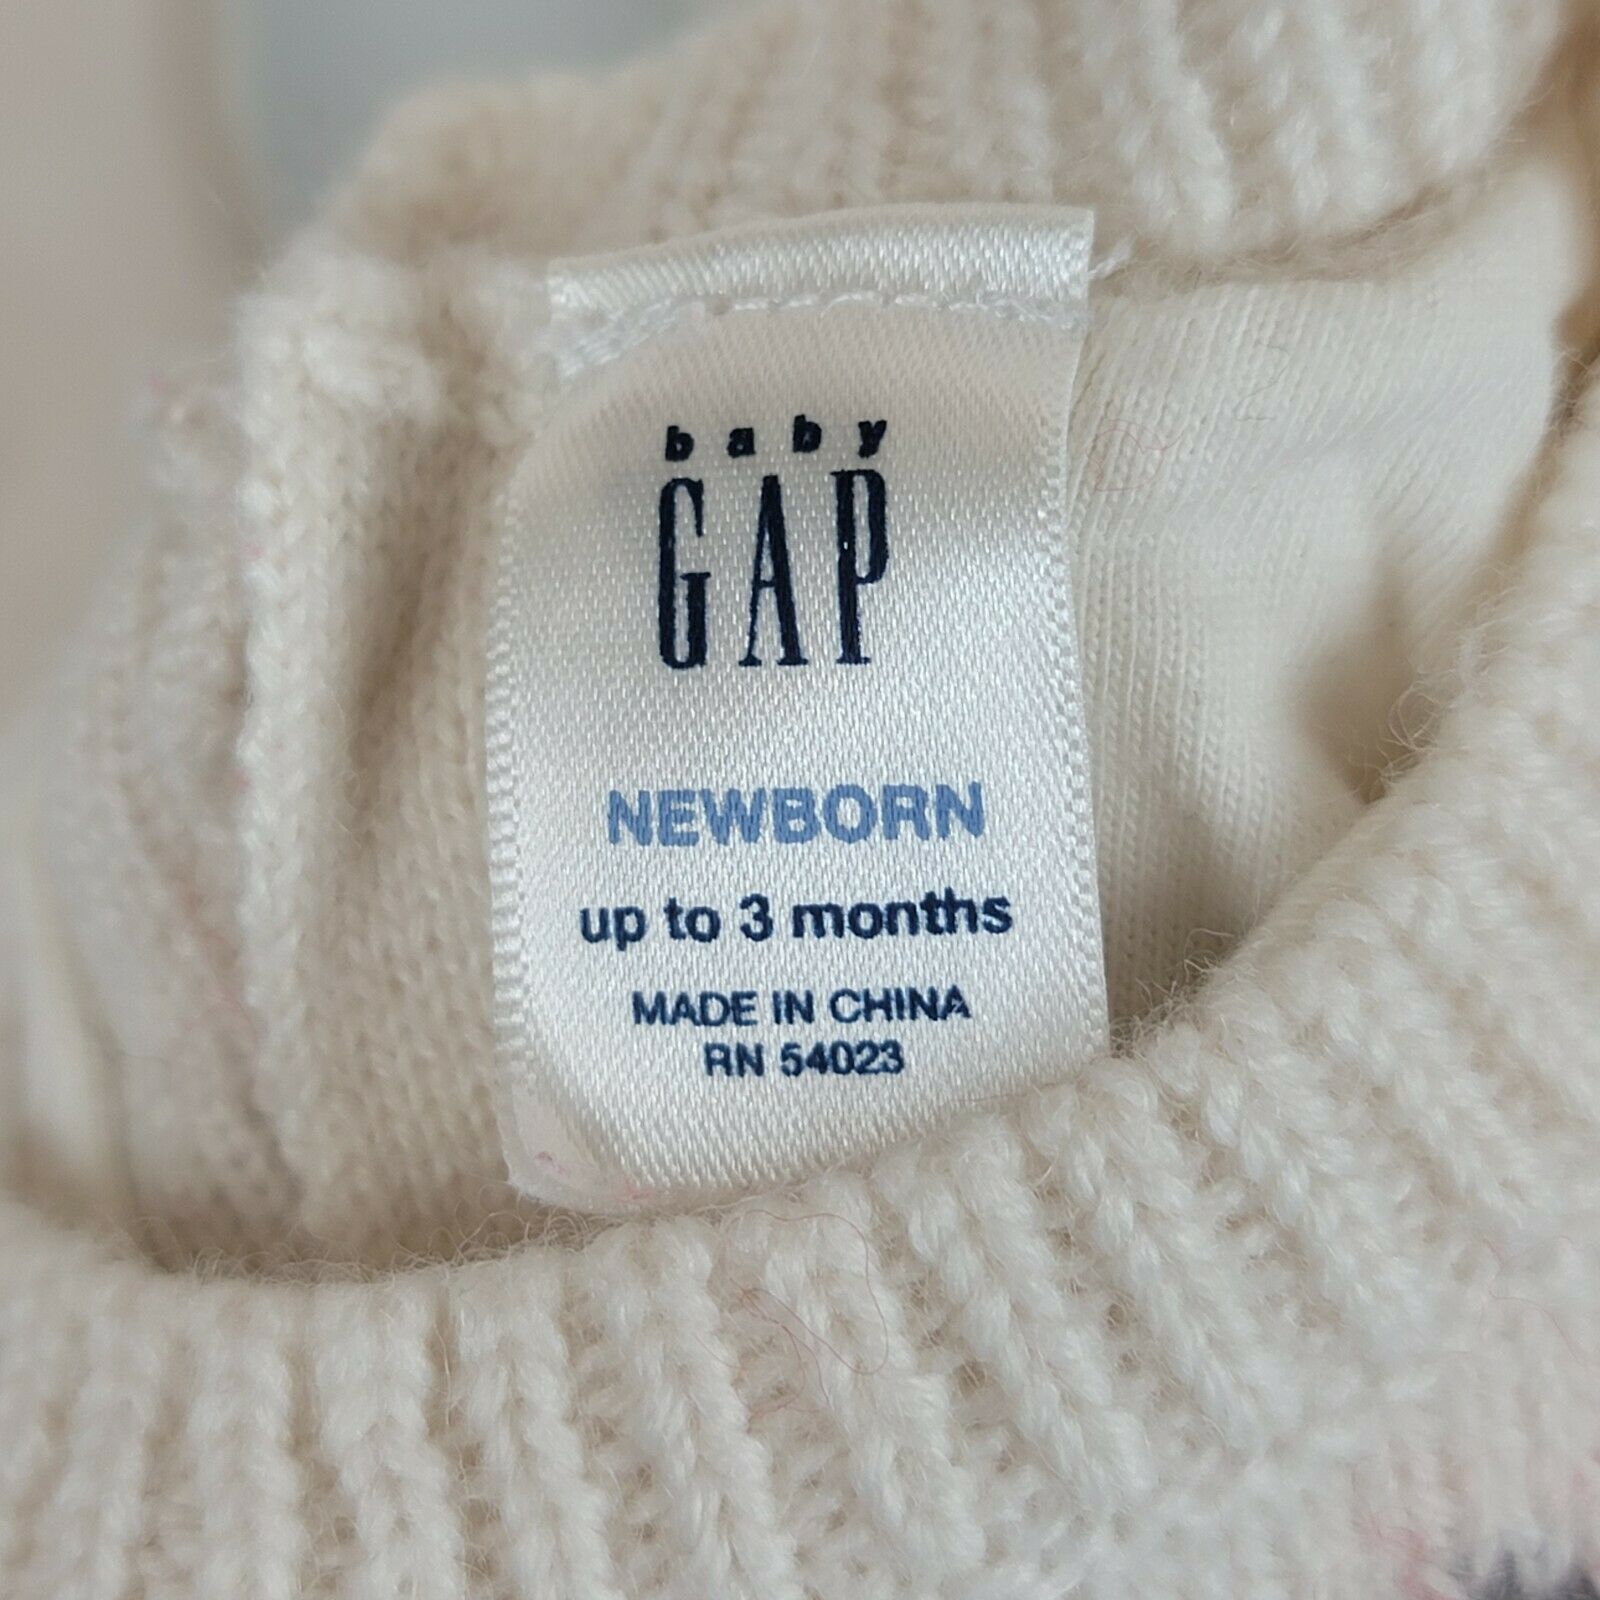 baby
GAP
NEWBORN
up to 3 months
MADE IN CHINA
RN 54023